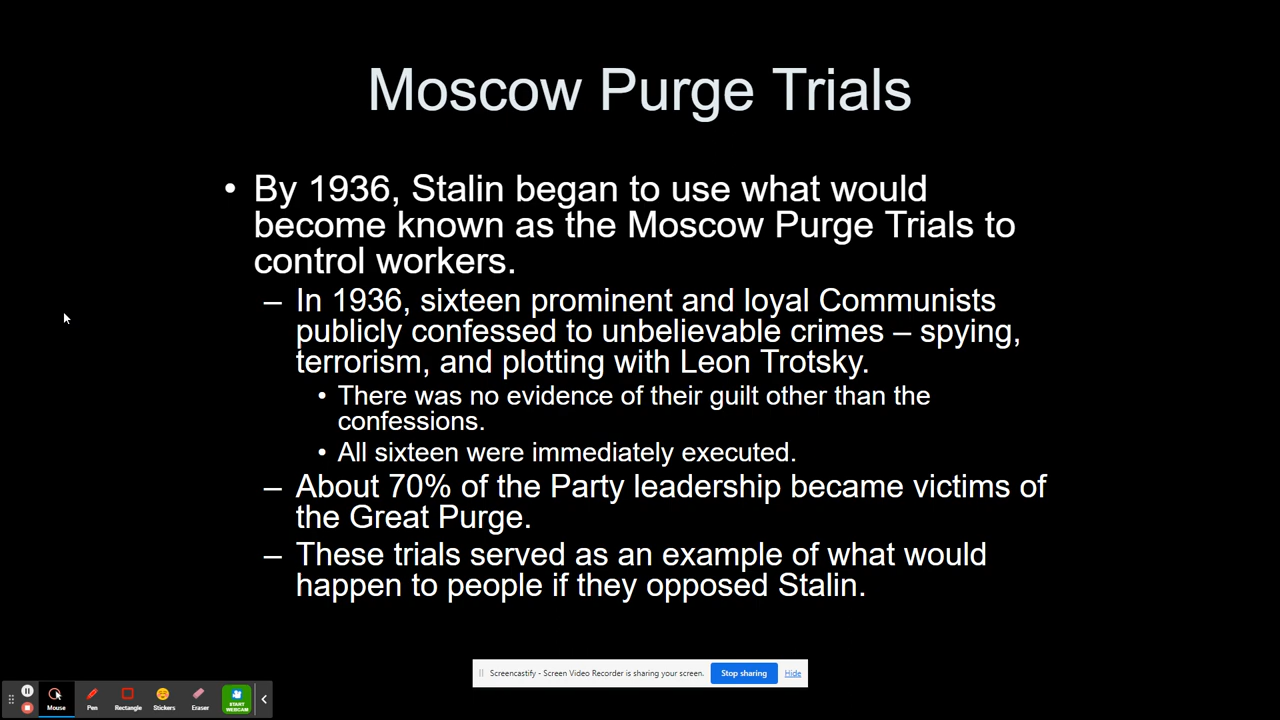 Moscow Purge Trials
• By 1936, Stalin began to use what would
become known as the Moscow Purge Trials to
control workers.
– In 1936, sixteen prominent and loyal Communists
publicly confessed to unbelievable crimes – spying,
terrorism, and plotting with Leon Trotsky.
• There was no evidence of their guilt other than the
confessions.
• All sixteen were immediately executed.
– About 70% of the Party leadership became victims of
the Great Purge.
– These trials served as an example of what would
happen to people if they opposed Stalin.
Screencastify - Screen Video Recorder is sharing your screen. Stop sharing Hide
Mouse Pen Rectangle Stickers Eraser START
WEBCAM